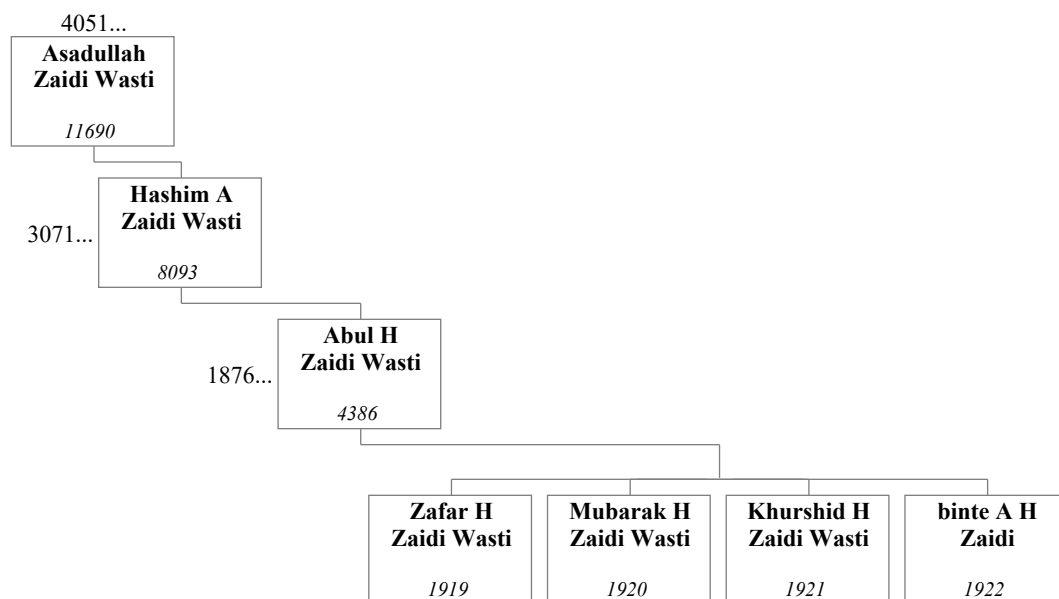 4051...
Asadullah
Zaidi Wasti
11690
Hashim A
Zaidi Wasti
3071...
8093
Abul H
Zaidi Wasti
1876...
4386
Zafar H
Zaidi Wasti
1919
Mubarak H
Zaidi Wasti
1920
Khurshid H
Zaidi Wasti
1921
binte A H
Zaidi
1922